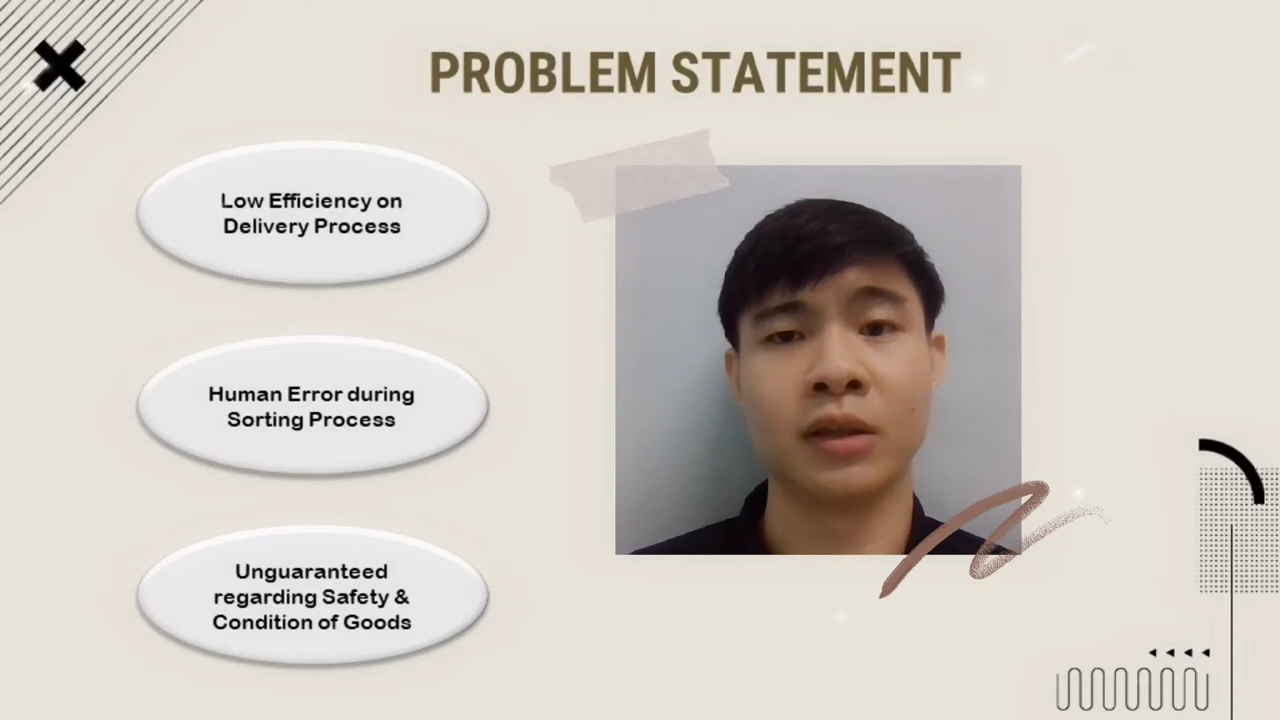 PROBLEM STATEMENT
Low Efficiency on
Delivery Process
Human Error during
Sorting Process
Unguaranteed
regarding Safety &
Condition of Goods